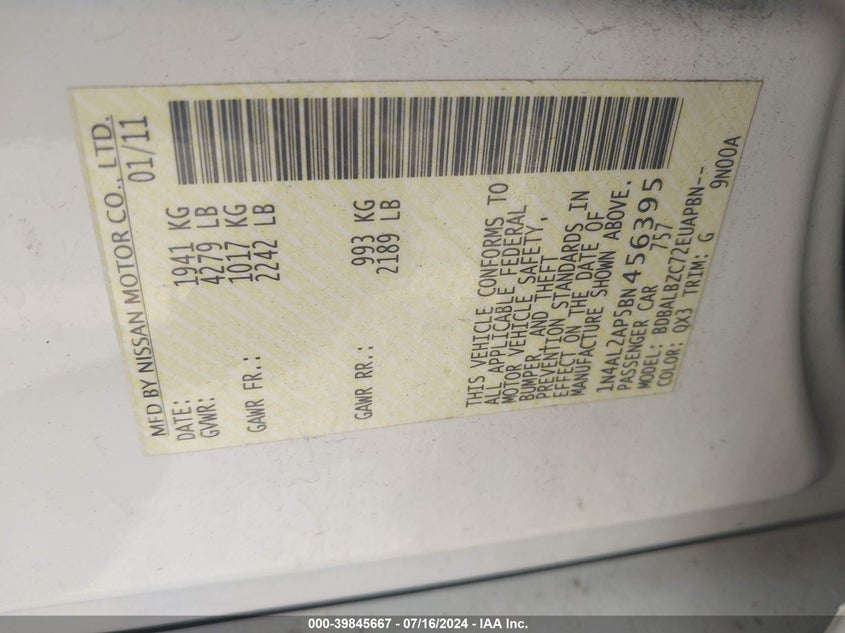 MFD BY NISSAN MOTOR CO., LTD.
DATE: 01/11
GVWR: 1941 KG
4279 LB
GAWR FR.: 1017 KG
2242 LB
GAWR RR.: 993 KG
2189 LB
THIS VEHICLE CONFORMS TO
ALL APPLICABLE FEDERAL
MOTOR VEHICLE SAFETY,
BUMPER, AND THEFT
PREVENTION STANDARDS IN
EFFECT ON THE DATE OF
MANUFACTURE SHOWN ABOVE.
1N4AL2AP5BN456395
PASSENGER CAR 757
MODEL: BDBALBZC72EUAPBN--
COLOR: QX3 TRIM: G 9N00A
000-39845667 - 07/16/2024 - IAA Inc.